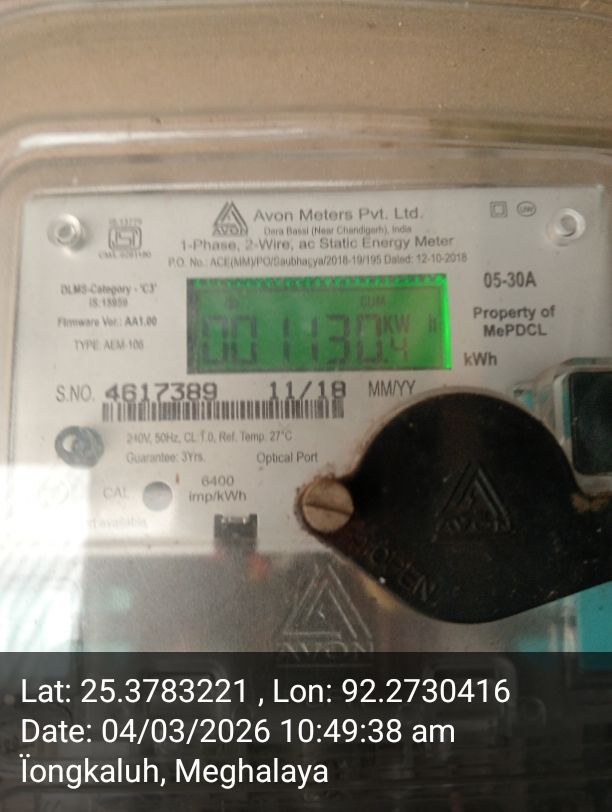 Avon Meters Pvt. Ltd.
AVON
Dera Bassi (Near Chandigarh), India
1-Phase, 2-Wire, ac Static Energy Meter
P.O. No.: ACE(MM)/PO/Saubhagya/2018-19/195 Dated: 12-10-2018
IS:13779
ISI
DLMS-Category - 'C3'
IS:15959
Firmware Ver.: AA1.00
TYPE: AEM-106
CUM
001130.4 KW H
05-30A
Property of
MePDCL
kWh
S.NO. 4617389 11/18 MM/YY
240V, 50Hz, CL 1.0, Ref. Temp. 27°C
Guarantee: 3Yrs. Optical Port
CAL
6400
imp/kWh
AVON
OPEN
AVON
Lat: 25.3783221 , Lon: 92.2730416
Date: 04/03/2026 10:49:38 am
Ïongkaluh, Meghalaya